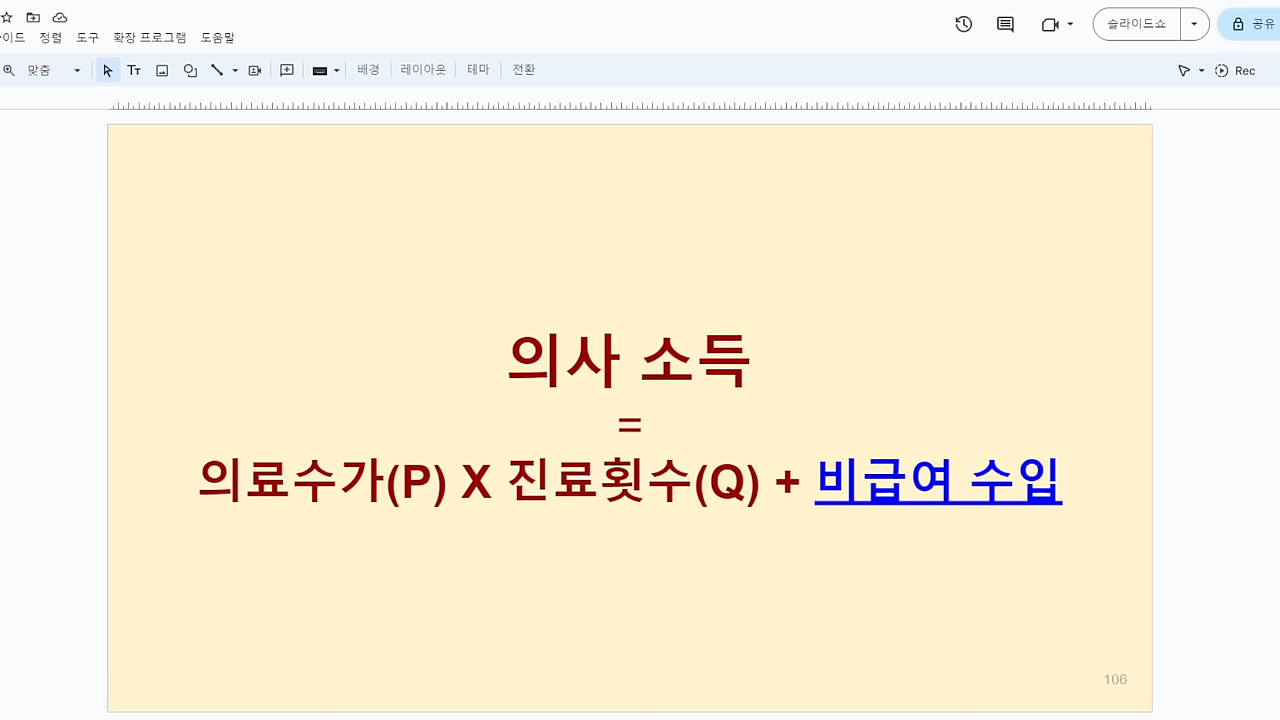 이드 정렬 도구 확장 프로그램 도움말
슬라이드쇼
공유
맞춤
Tт
배경
레이아웃
테마
전환
Rec
의사 소득
=
의료수가(P) X 진료횟수(Q) + 비급여 수입
106